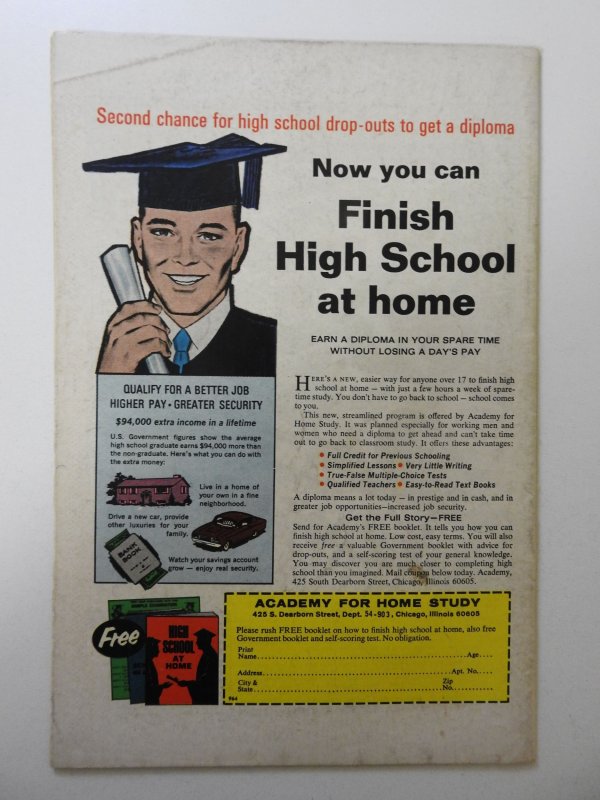 Second chance for high school drop-outs to get a diploma
Now you can
Finish
High School
at home
EARN A DIPLOMA IN YOUR SPARE TIME
WITHOUT LOSING A DAY'S PAY
QUALIFY FOR A BETTER JOB
HIGHER PAY • GREATER SECURITY
$94,000 extra income in a lifetime
U.S. Government figures show the average
high school graduate earns $94,000 more than
the non-graduate. Here's what you can do with
the extra money:
Live in a home of
your own in a fine
neighborhood.
Drive a new car, provide
other luxuries for your
family.
BANK
BOOK
Watch your savings account
grow — enjoy real security.
HERE'S A NEW, easier way for anyone over 17 to finish high
school at home — with just a few hours a week of spare-
time study. You don't have to go back to school — school comes
to you.
This new, streamlined program is offered by Academy for
Home Study. It was planned especially for working men and
women who need a diploma to get ahead and can't take time
out to go back to classroom study. It offers these advantages:
• Full Credit for Previous Schooling
• Simplified Lessons • Very Little Writing
• True-False Multiple-Choice Tests
• Qualified Teachers • Easy-to-Read Text Books
A diploma means a lot today — in prestige and in cash, and in
greater job opportunities—increased job security.
Get the Full Story—FREE
Send for Academy's FREE booklet. It tells you how you can
finish high school at home. Low cost, easy terms. You will also
receive free a valuable Government booklet with advice for
drop-outs, and a self-scoring test of your general knowledge.
You may discover you are much closer to completing high
school than you imagined. Mail coupon below today. Academy,
425 South Dearborn Street, Chicago, Illinois 60605.
Free
HIGH
SCHOOL
AT
HOME
ACADEMY FOR HOME STUDY
425 S. Dearborn Street, Dept. 54-903, Chicago, Illinois 60605
Please rush FREE booklet on how to finish high school at home, also free
Government booklet and self-scoring test. No obligation.
Print
Name Age
Address Apt. No.
City & Zip
State No.
964